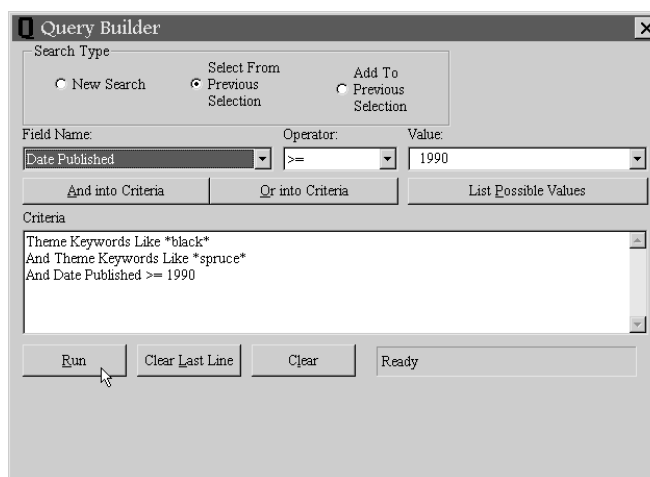 Query Builder
Search Type
New Search
Select From
Previous
Selection
Add To
Previous
Selection
Field Name:
Operator:
Value:
Date Published
>=
1990
And into Criteria
Or into Criteria
List Possible Values
Criteria
Theme Keywords Like *black*
And Theme Keywords Like *spruce*
And Date Published >= 1990
Run
Clear Last Line
Clear
Ready